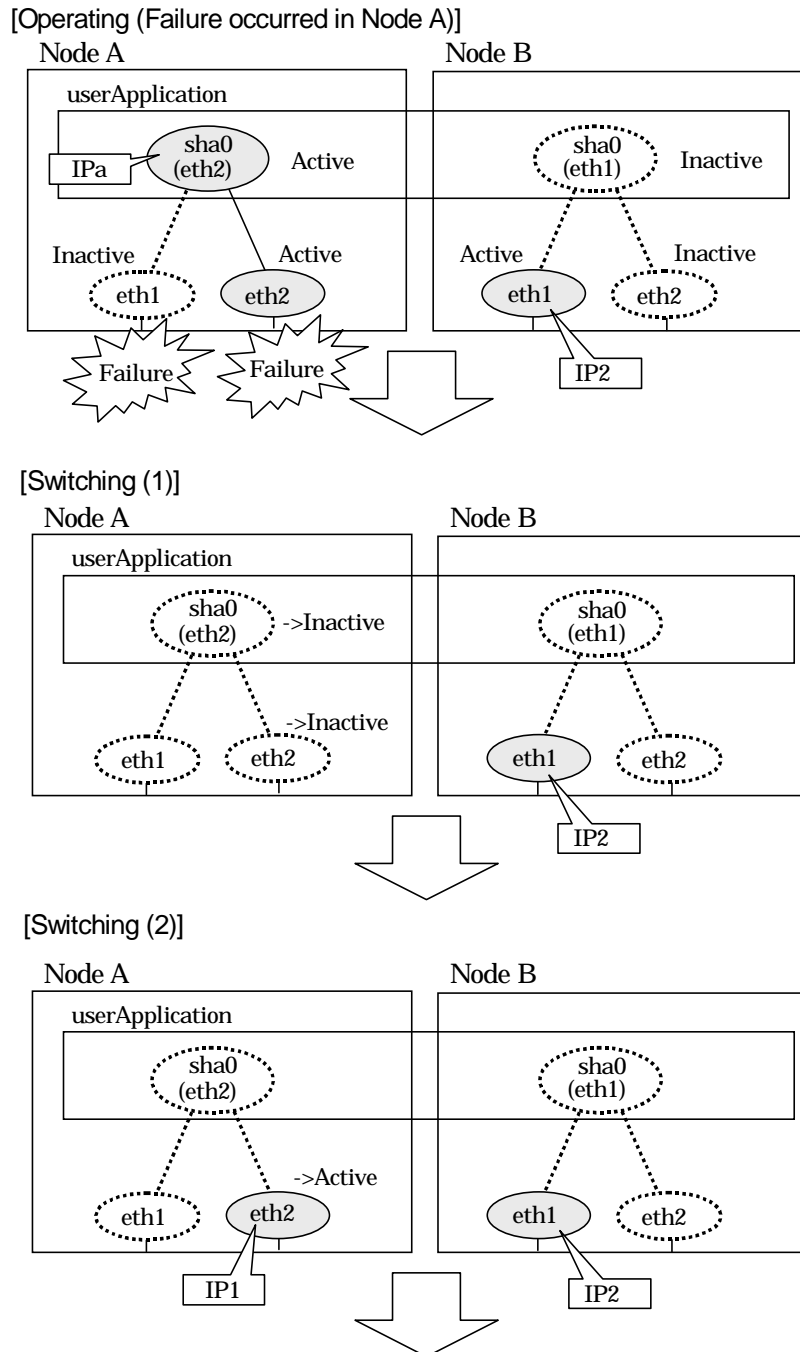 [Operating (Failure occurred in Node A)]
Node A Node B
userApplication
sha0 sha0
IPa (eth2) Active (eth1) Inactive
Inactive Active Active Inactive
eth1 eth2 eth1 eth2
Failure Failure IP2
[Switching (1)]
Node A Node B
userApplication
sha0 ->Inactive sha0
(eth2) (eth1)
->Inactive
eth1 eth2 eth1 eth2
IP2
[Switching (2)]
Node A Node B
userApplication
sha0 sha0
(eth2) (eth1)
->Active
eth1 eth2 eth1 eth2
IP1 IP2